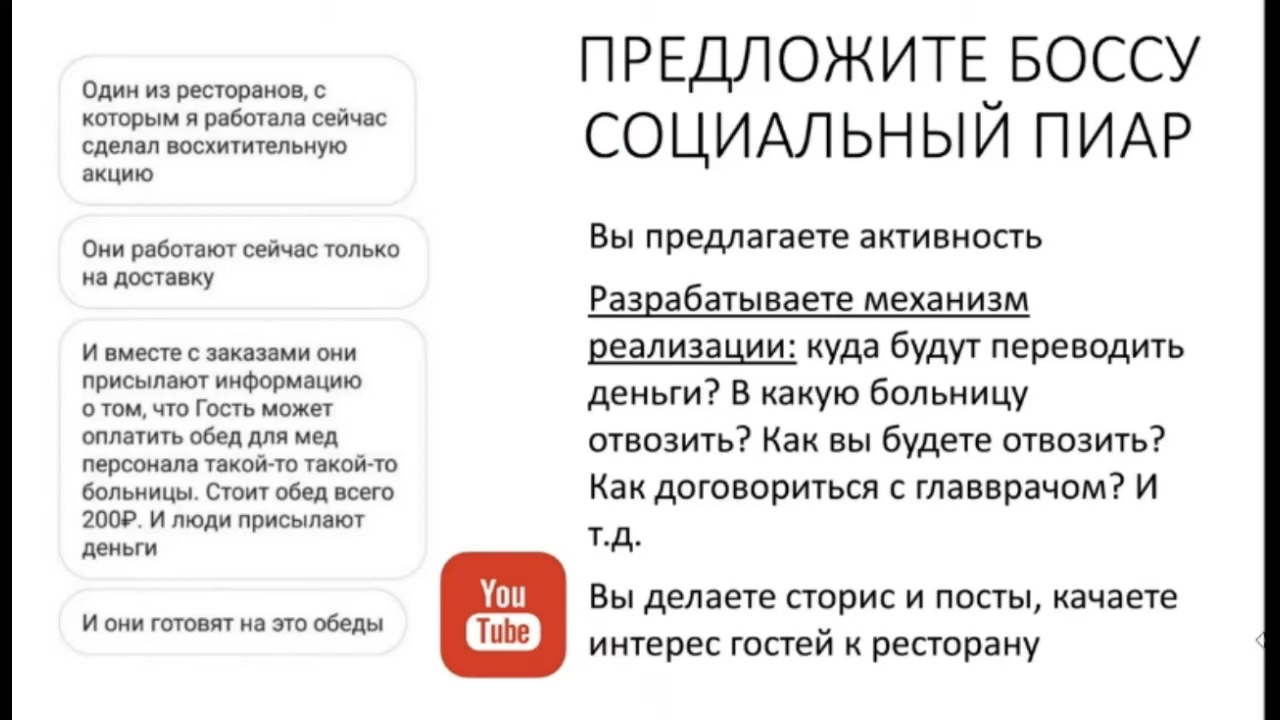 Один из ресторанов, с
которым я работала сейчас
сделал восхитительную
акцию
Они работают сейчас только
на доставку
И вместе с заказами они
присылают информацию
о том, что Гость может
оплатить обед для мед
персонала такой-то такой-то
больницы. Стоит обед всего
200₽. И люди присылают
деньги
И они готовят на это обеды
You
Tube
ПРЕДЛОЖИТЕ БОССУ
СОЦИАЛЬНЫЙ ПИАР
Вы предлагаете активность
Разрабатываете механизм
реализации: куда будут переводить
деньги? В какую больницу
отвозить? Как вы будете отвозить?
Как договориться с главврачом? И
т.д.
Вы делаете сторис и посты, качаете
интерес гостей к ресторану